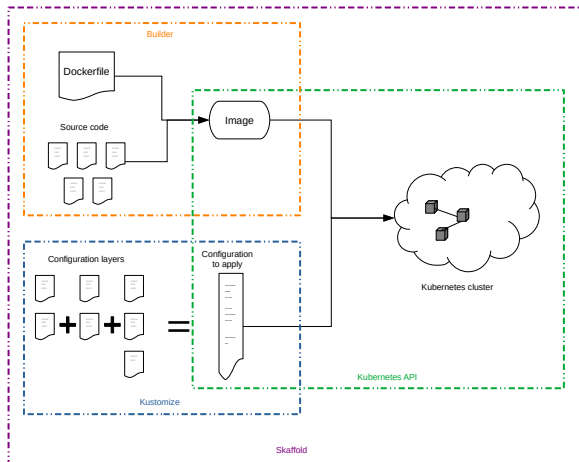 Builder
Dockerfile
Source code
Image
Kubernetes cluster
Configuration layers
Configuration
to apply
Kubernetes API
Kustomize
Skaffold